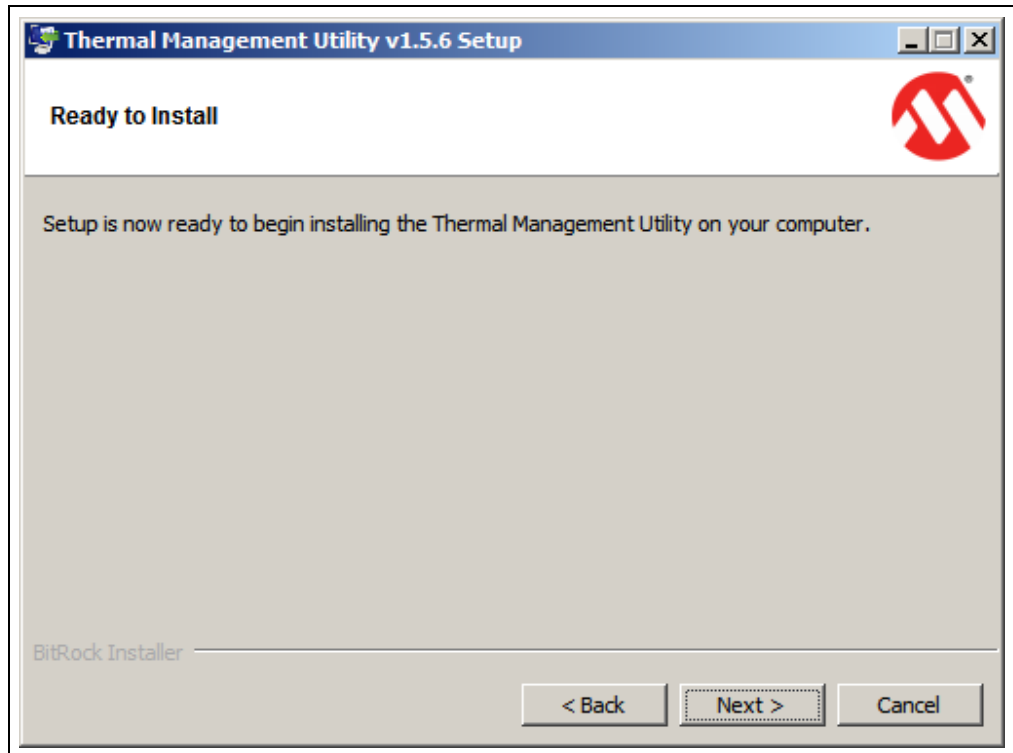 Thermal Management Utility v1.5.6 Setup
Ready to Install
Setup is now ready to begin installing the Thermal Management Utility on your computer.
BitRock Installer
< Back
Next >
Cancel